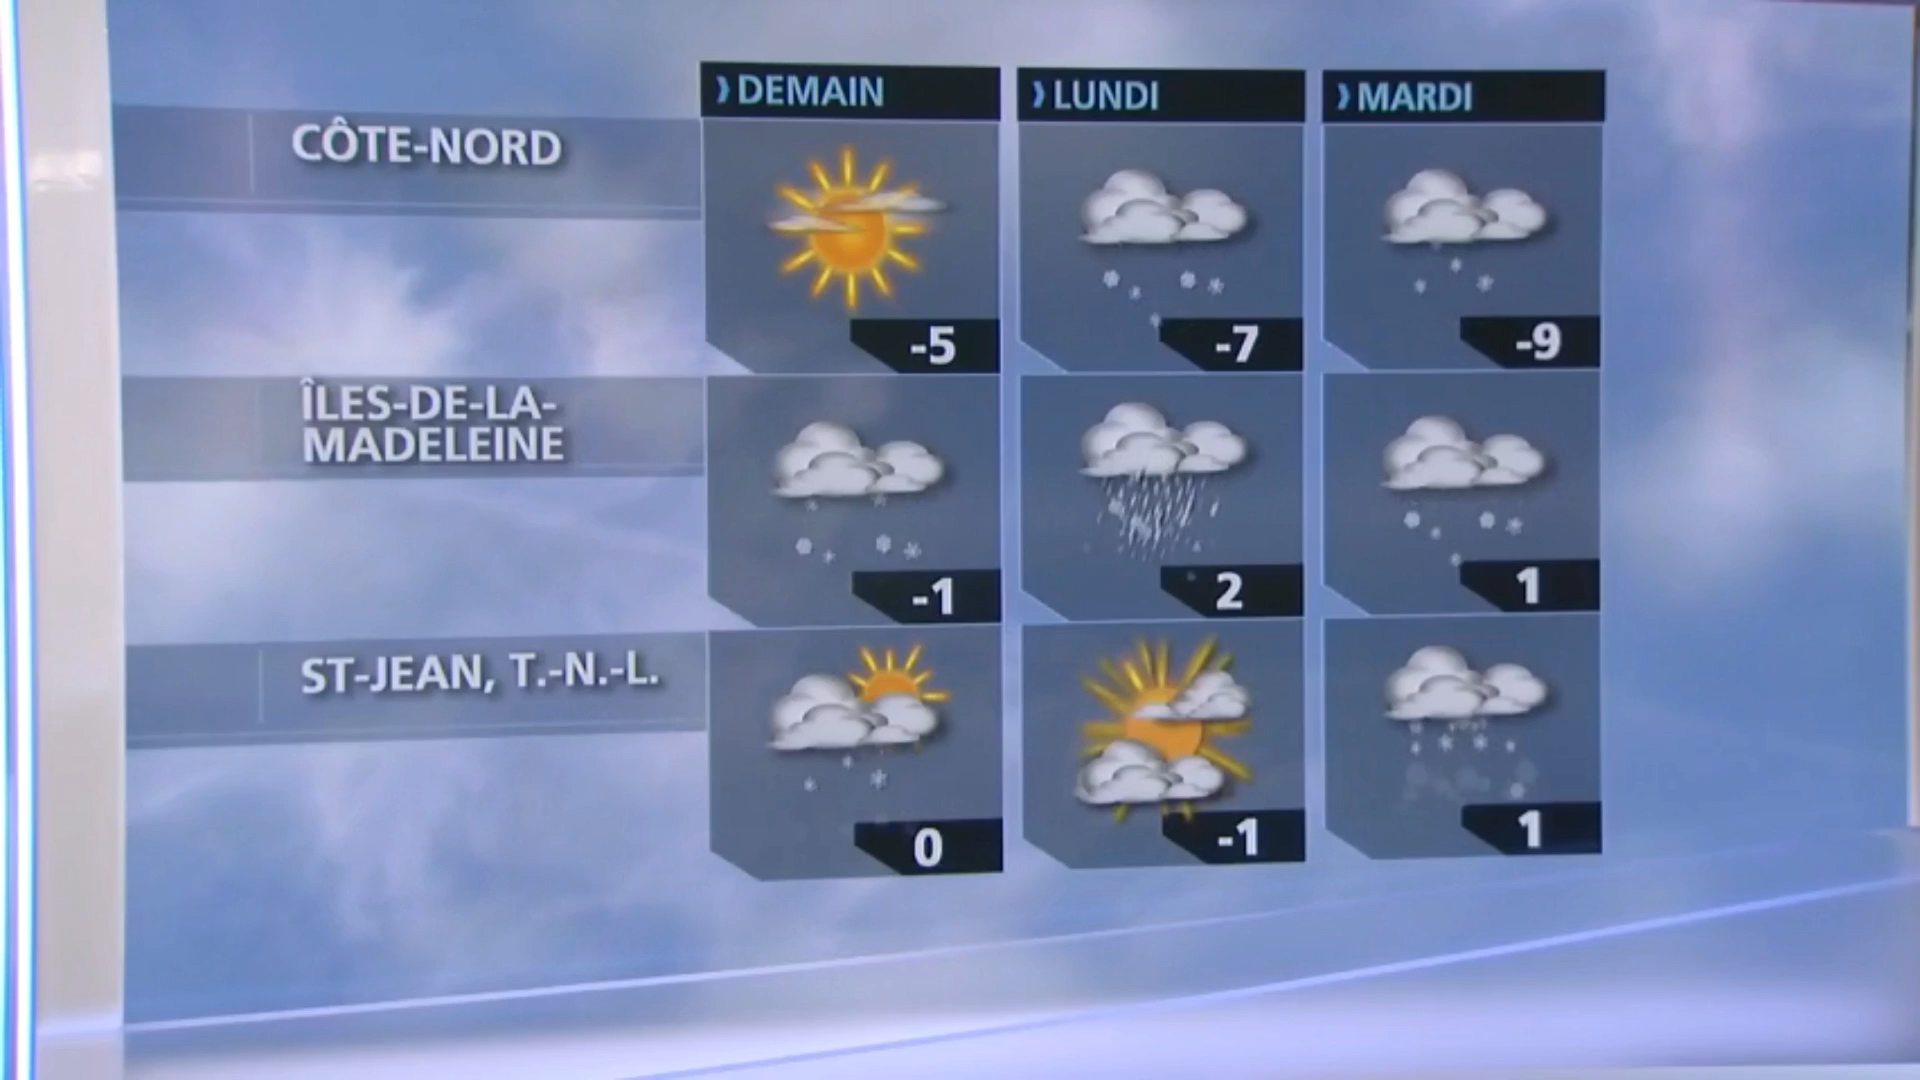 DEMAIN LUNDI MARDI
CÔTE-NORD
-5 -7 -9
ÎLES-DE-LA-
MADELEINE
-1 2 1
ST-JEAN, T.-N.-L.
0 -1 1